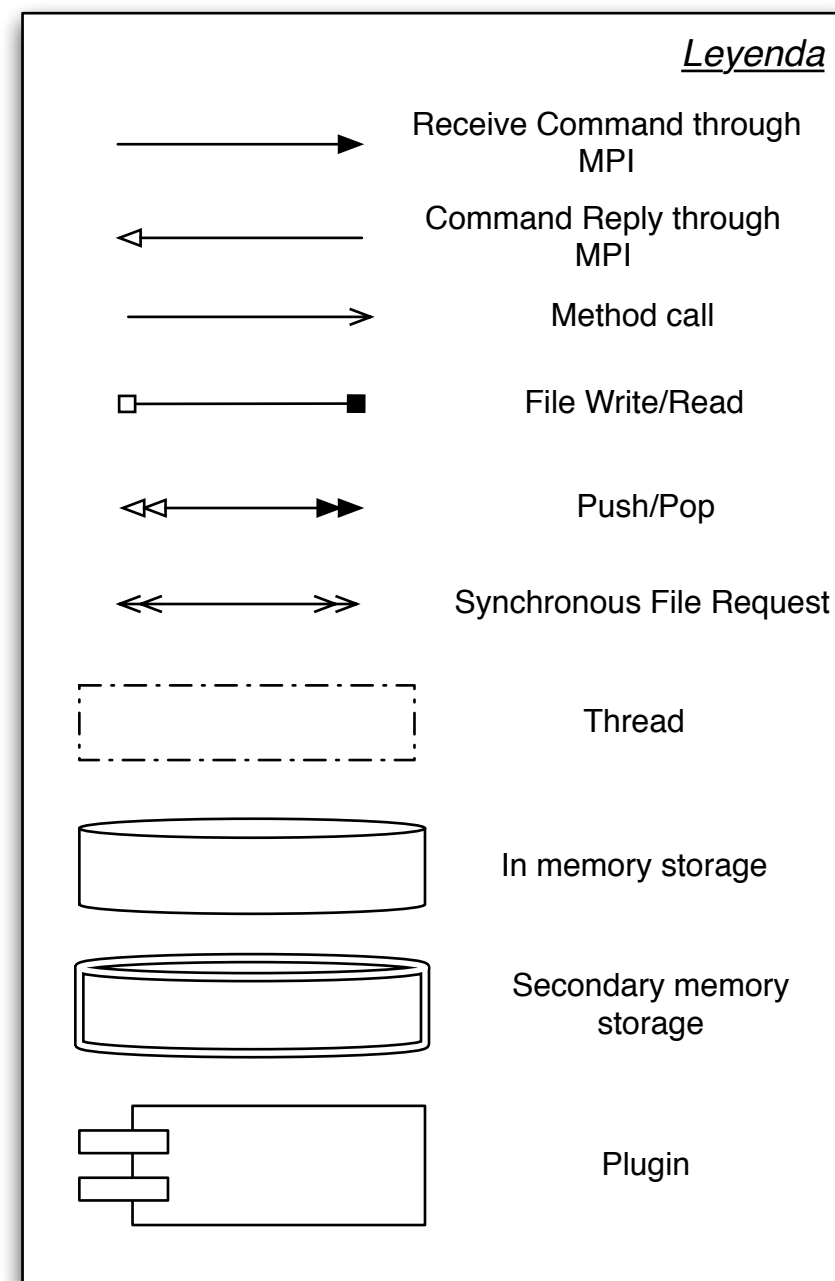 Leyenda
Receive Command through
MPI
Command Reply through
MPI
Method call
File Write/Read
Push/Pop
Synchronous File Request
Thread
In memory storage
Secondary memory
storage
Plugin